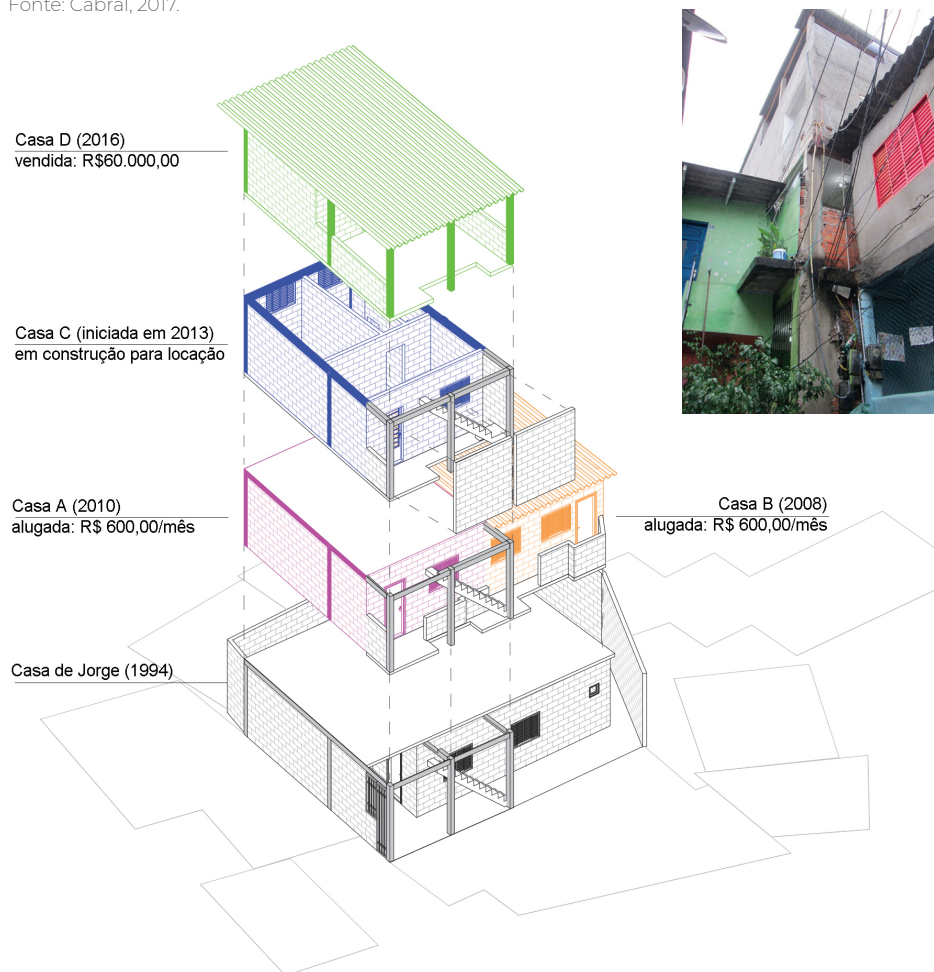 Fonte: Cabral, 2017.
Casa D (2016)
vendida: R$60.000,00
Casa C (iniciada em 2013)
em construção para locação
Casa A (2010)
alugada: R$ 600,00/mês
Casa B (2008)
alugada: R$ 600,00/mês
Casa de Jorge (1994)